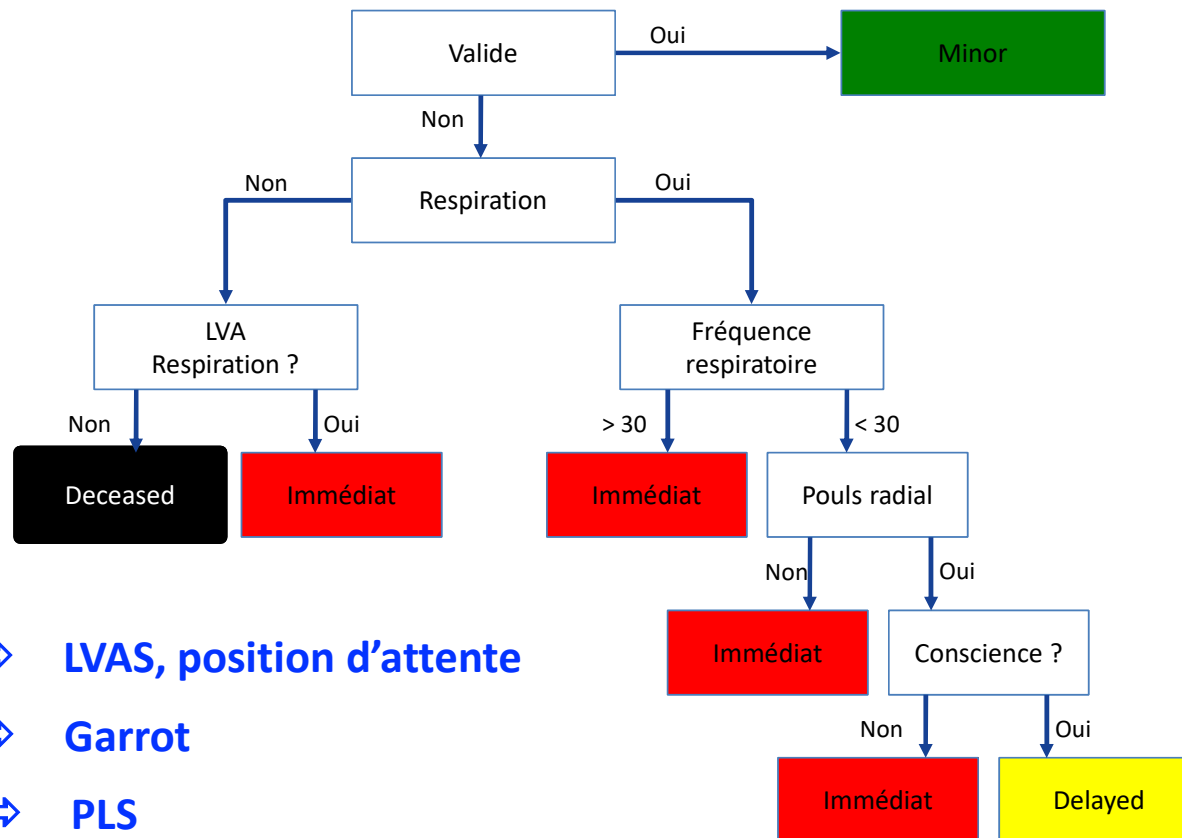 Valide
Oui
Minor
Non
Non
Respiration
Oui
LVA
Respiration ?
Fréquence
respiratoire
Non
Oui
> 30
< 30
Deceased
Immédiat
Immédiat
Pouls radial
Non
Oui
LVAS, position d’attente
Immédiat
Conscience ?
Garrot
Non
Oui
PLS
Immédiat
Delayed